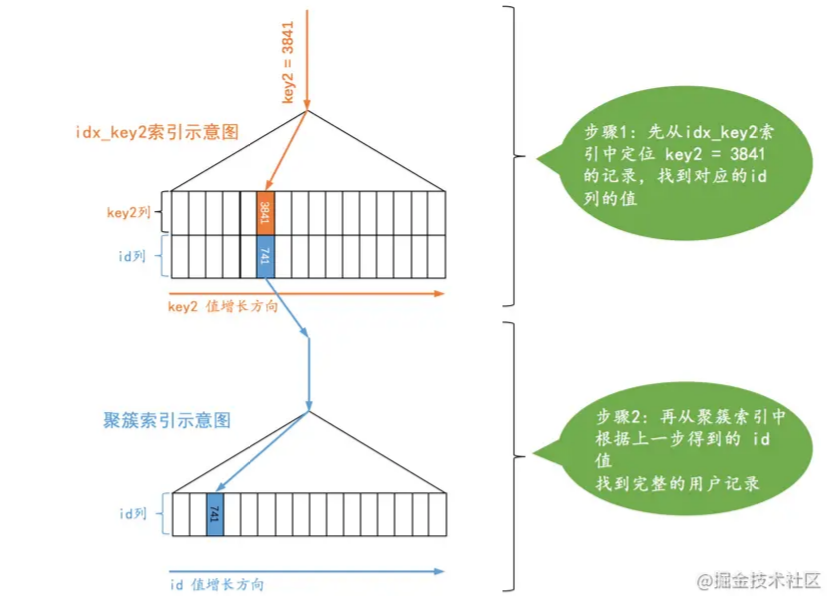 key2 = 3841
idx_key2索引示意图
key2列
3841
id列
741
key2 值增长方向
步骤1：先从idx_key2索
引中定位 key2 = 3841
的记录，找到对应的id
列的值
聚簇索引示意图
id列
741
id 值增长方向
步骤2：再从聚簇索引中
根据上一步得到的 id
值
找到完整的用户记录
@掘金技术社区